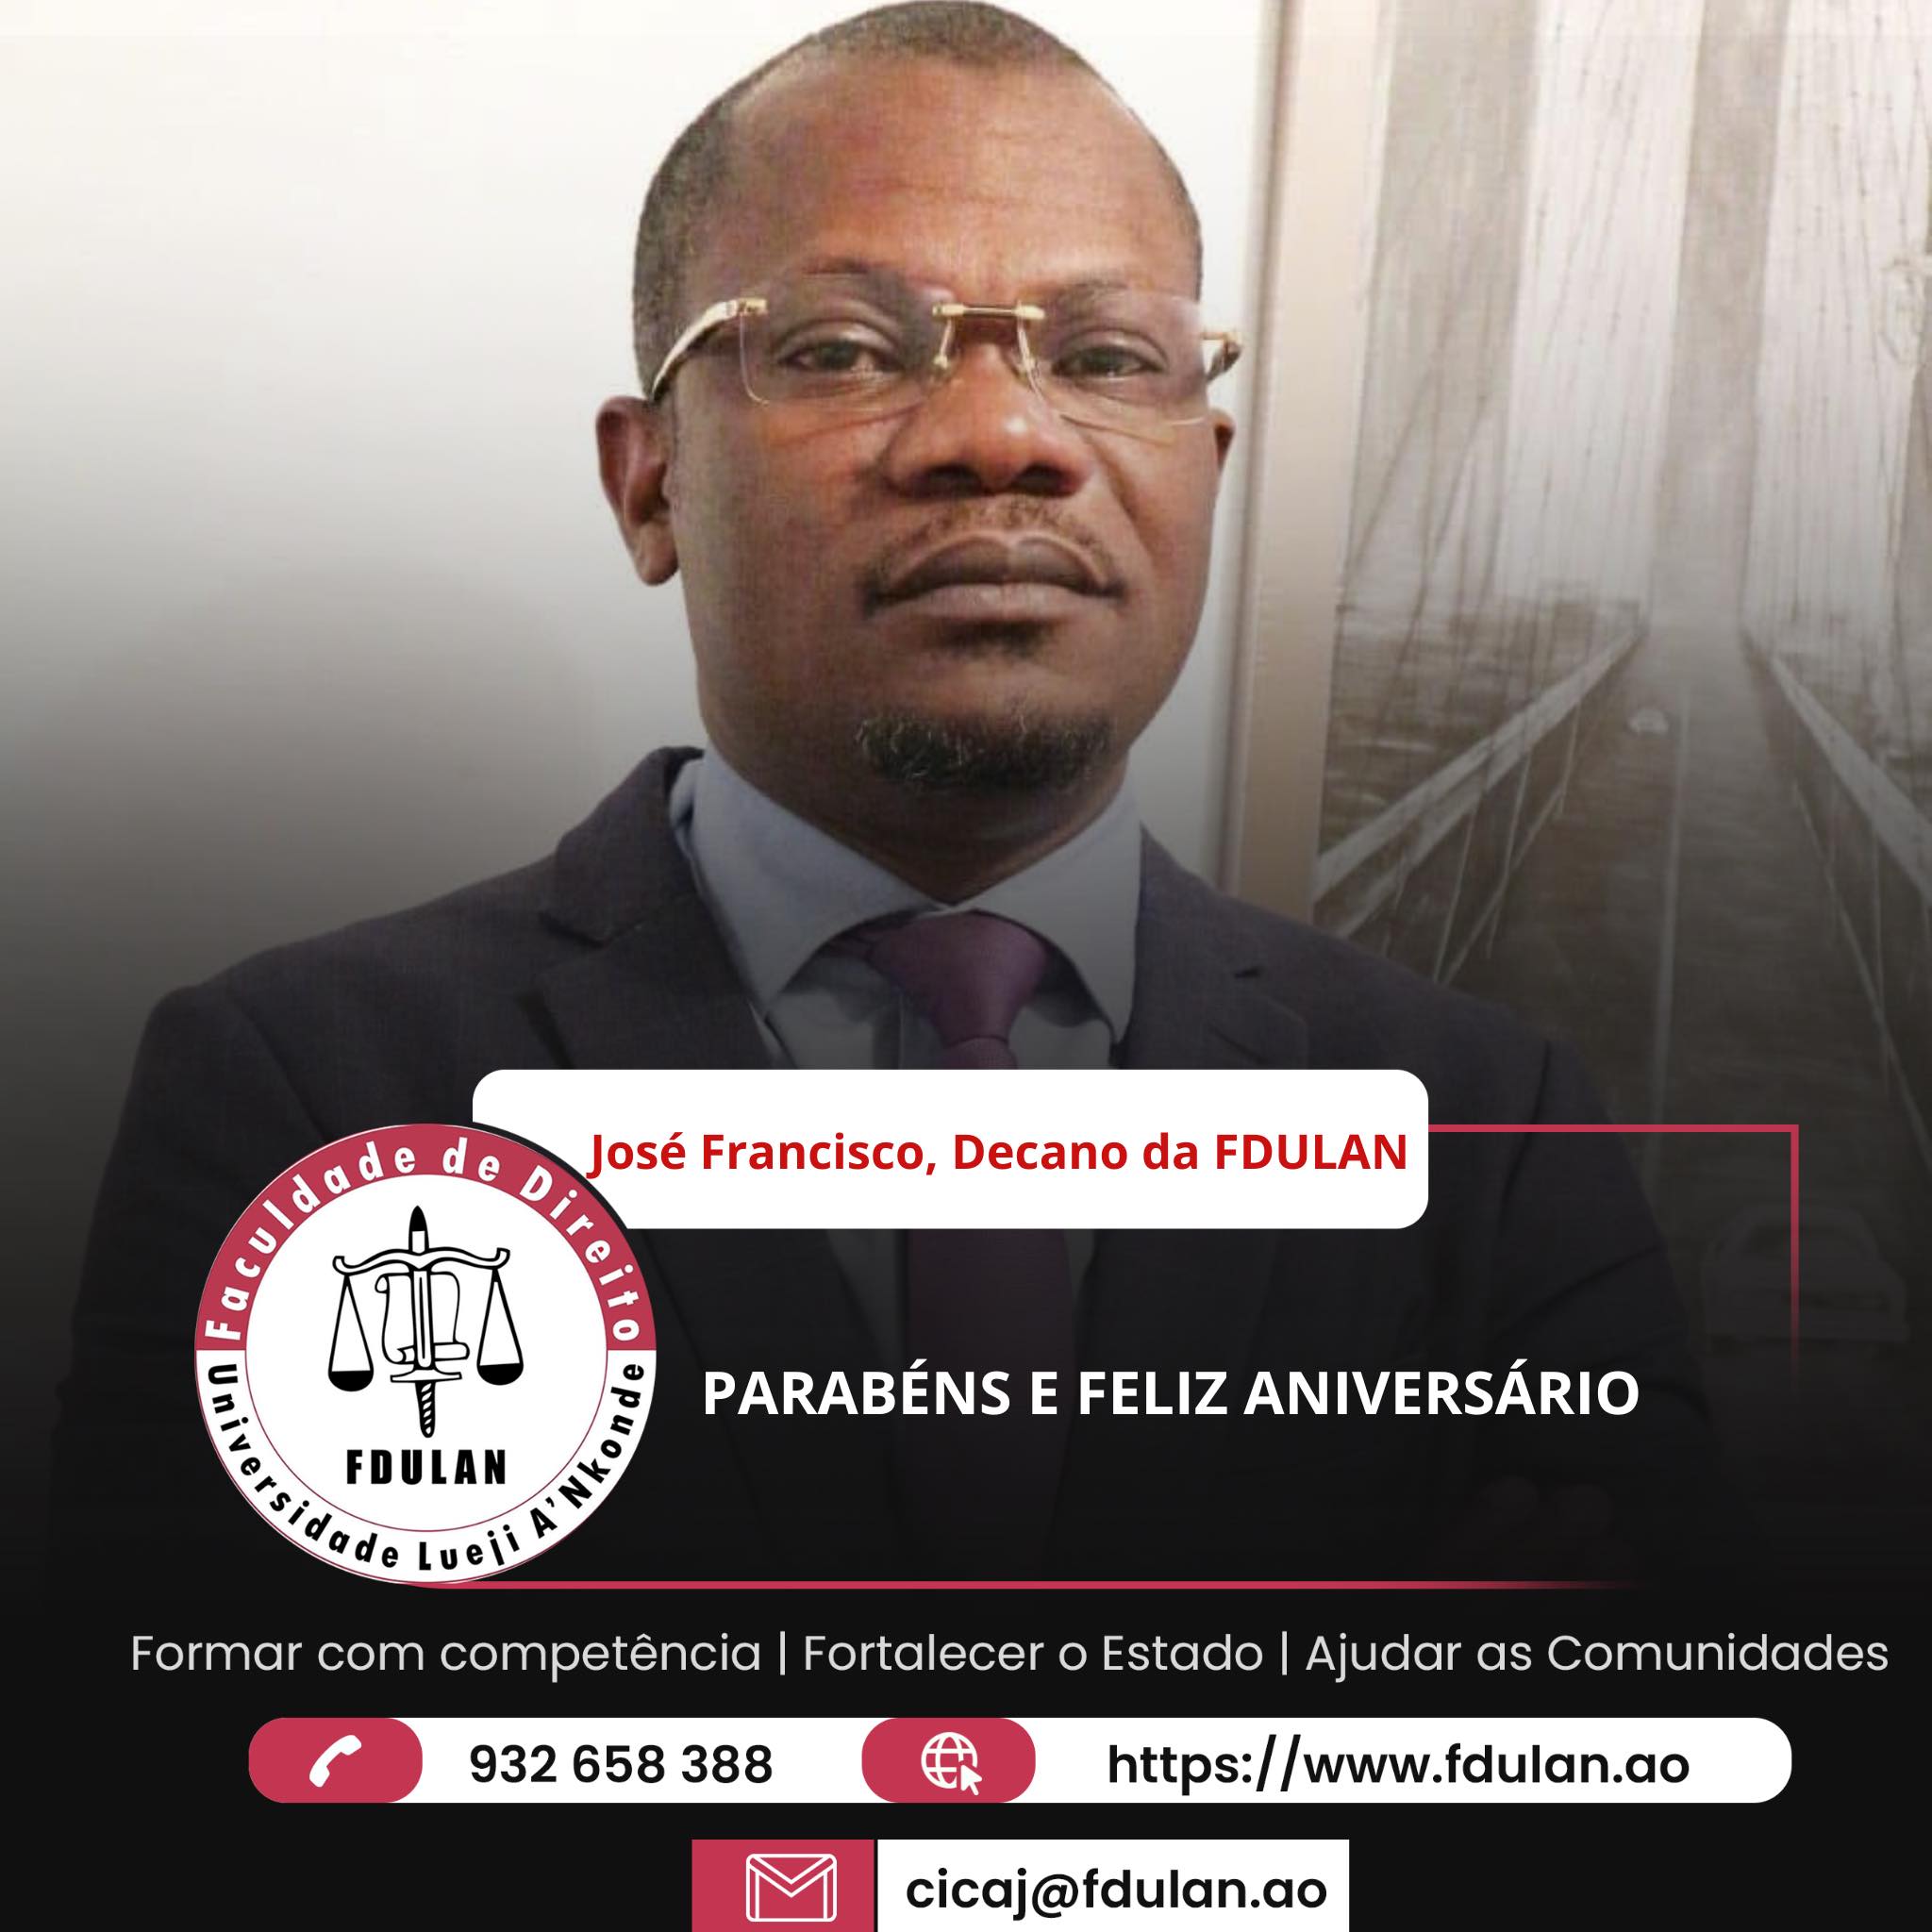 José Francisco, Decano da FDULAN
Faculdade de Direito
FDULAN
Universidade Lueji A'Nkonde
PARABÉNS E FELIZ ANIVERSÁRIO
Formar com competência | Fortalecer o Estado | Ajudar as Comunidades
932 658 388
https://www.fdulan.ao
cicaj@fdulan.ao